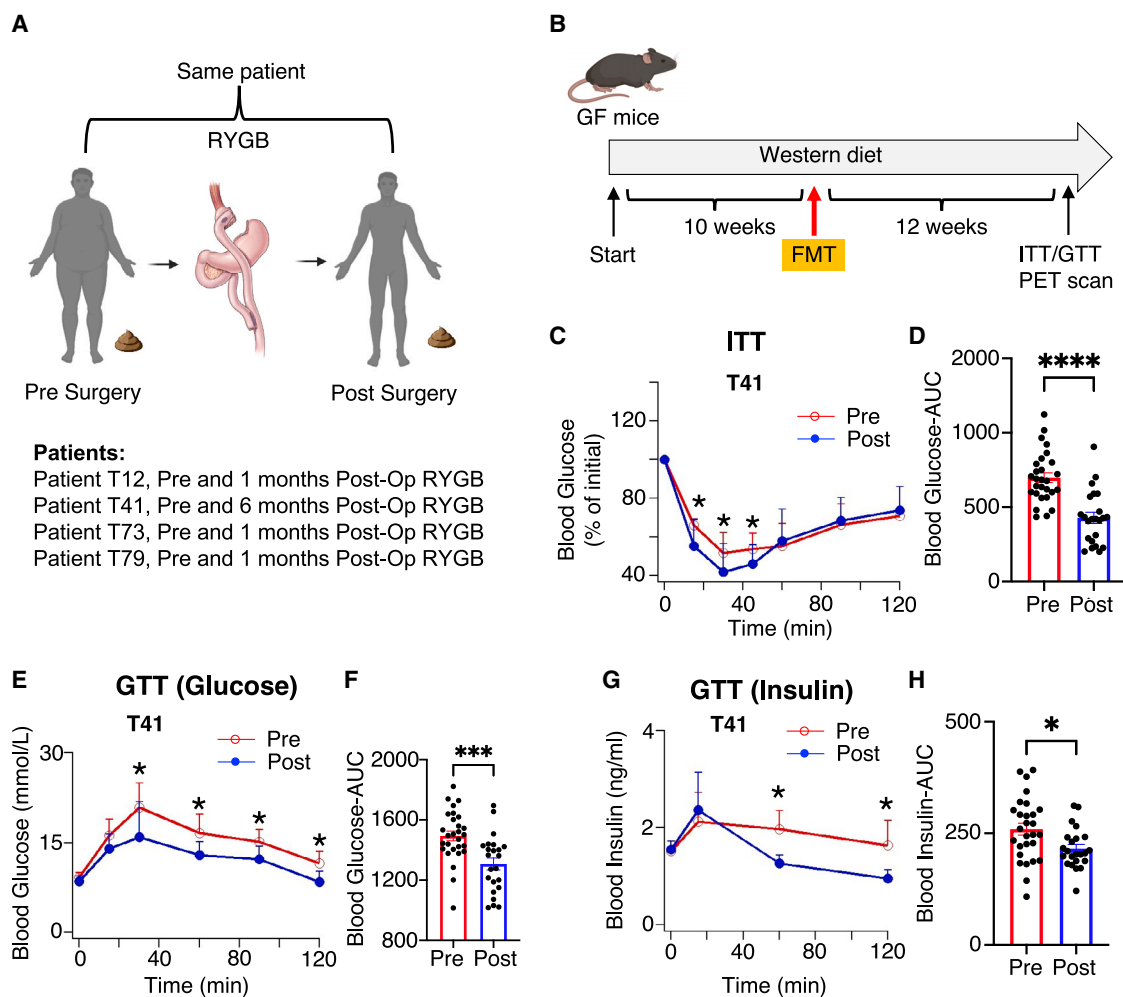 A
Same patient
RYGB
Pre Surgery
Post Surgery
Patients:
Patient T12, Pre and 1 months Post-Op RYGB
Patient T41, Pre and 6 months Post-Op RYGB
Patient T73, Pre and 1 months Post-Op RYGB
Patient T79, Pre and 1 months Post-Op RYGB
B
GF mice
Western diet
10 weeks
12 weeks
Start
FMT
ITT/GTT
PET scan
C
ITT
T41
Pre
Post
Blood Glucose
(% of initial)
120
80
40
*
*
*
0
40
80
120
Time (min)
D
Blood Glucose-AUC
2000
1000
500
0
****
Pre
Post
E
GTT (Glucose)
T41
Pre
Post
Blood Glucose (mmol/L)
30
15
0
*
*
*
*
0
40
80
120
Time (min)
F
Blood Glucose-AUC
2000
1600
1200
800
***
Pre
Post
G
GTT (Insulin)
T41
Pre
Post
Blood Insulin (ng/ml)
4
2
0
*
*
0
40
80
120
Time (min)
H
Blood Insulin-AUC
500
250
0
*
Pre
Post